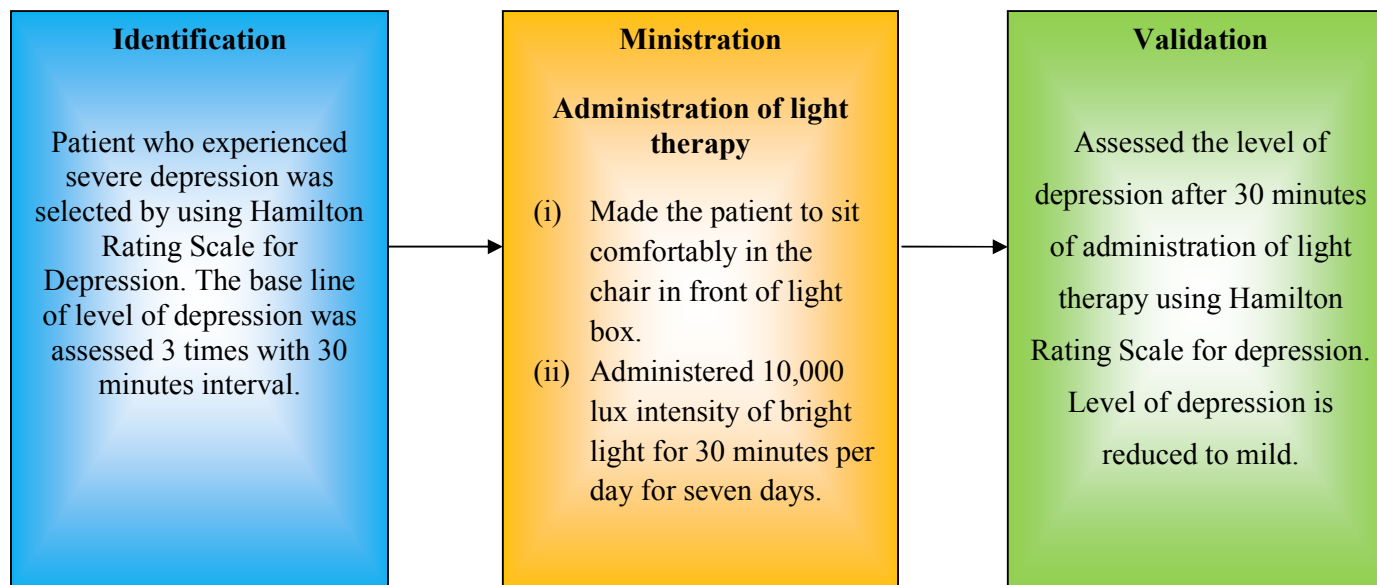 Identification
Patient who experienced
severe depression was
selected by using Hamilton
Rating Scale for
Depression. The base line
of level of depression was
assessed 3 times with 30
minutes interval.
Ministration
Administration of light
therapy
(i) Made the patient to sit
comfortably in the
chair in front of light
box.
(ii) Administered 10,000
lux intensity of bright
light for 30 minutes per
day for seven days.
Validation
Assessed the level of
depression after 30 minutes
of administration of light
therapy using Hamilton
Rating Scale for depression.
Level of depression is
reduced to mild.